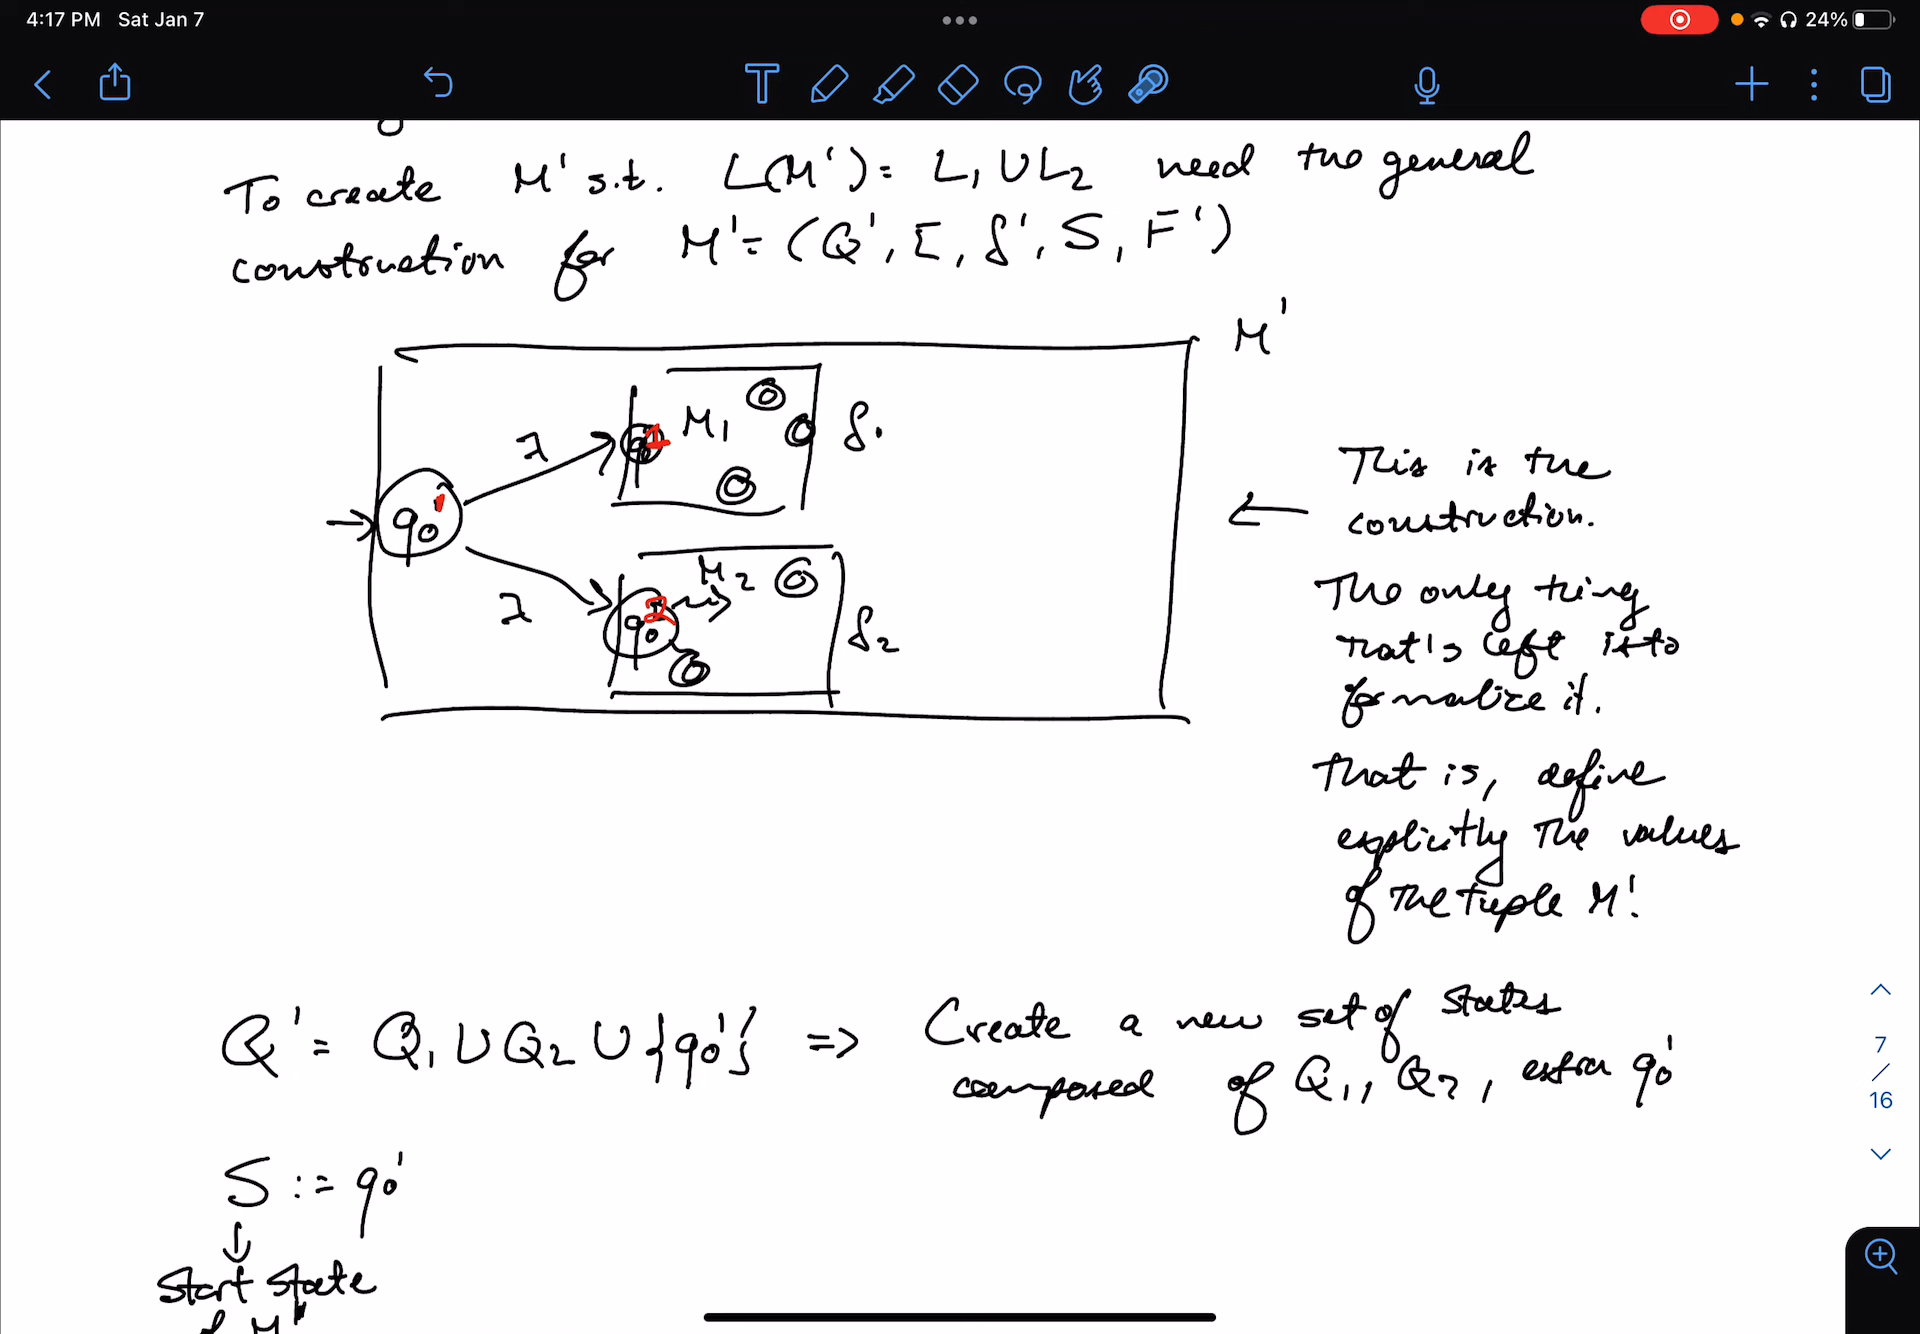 4:17 PM Sat Jan 7
24%
To create M' s.t. L(M') = L₁ ∪ L₂ need the general
construction for M' = (Q', Σ, δ', S, F')
M'
M₁
δ₁
λ
q₀¹
q₀'
λ
M₂
q₀²
δ₂
This is the
construction.
The only thing
that's left is to
formalize it.
That is, define
explicitly the values
of the tuple M'.
Q' = Q₁ ∪ Q₂ ∪ {q₀'} => Create a new set of states
composed of Q₁, Q₂, extra q₀'
S := q₀'
↓
Start state
of M'
7
/
16